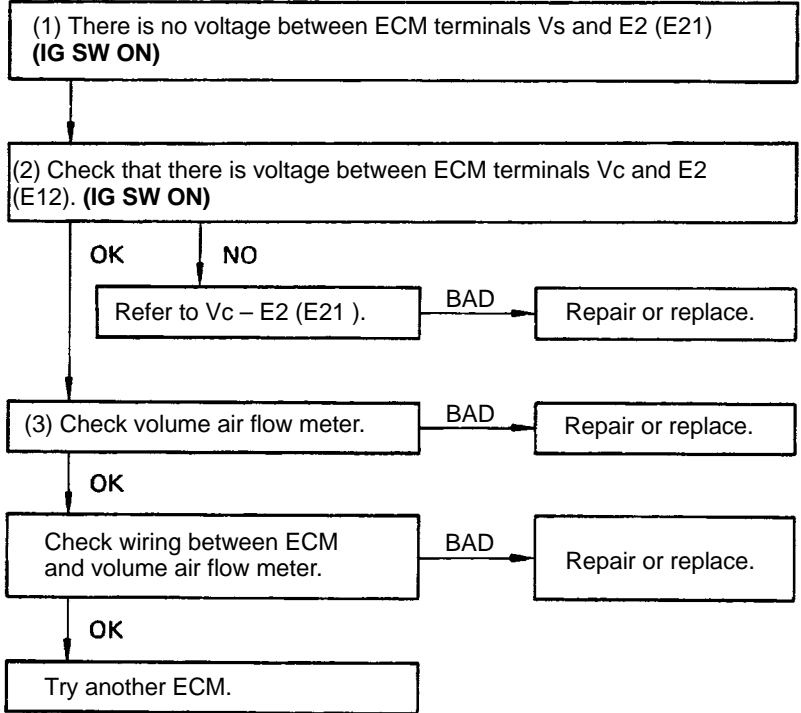 (1) There is no voltage between ECM terminals Vs and E2 (E21)
(IG SW ON)
(2) Check that there is voltage between ECM terminals Vc and E2
(E12). (IG SW ON)
OK
NO
Refer to Vc – E2 (E21 ).
BAD
Repair or replace.
(3) Check volume air flow meter.
BAD
Repair or replace.
OK
Check wiring between ECM
and volume air flow meter.
BAD
Repair or replace.
OK
Try another ECM.